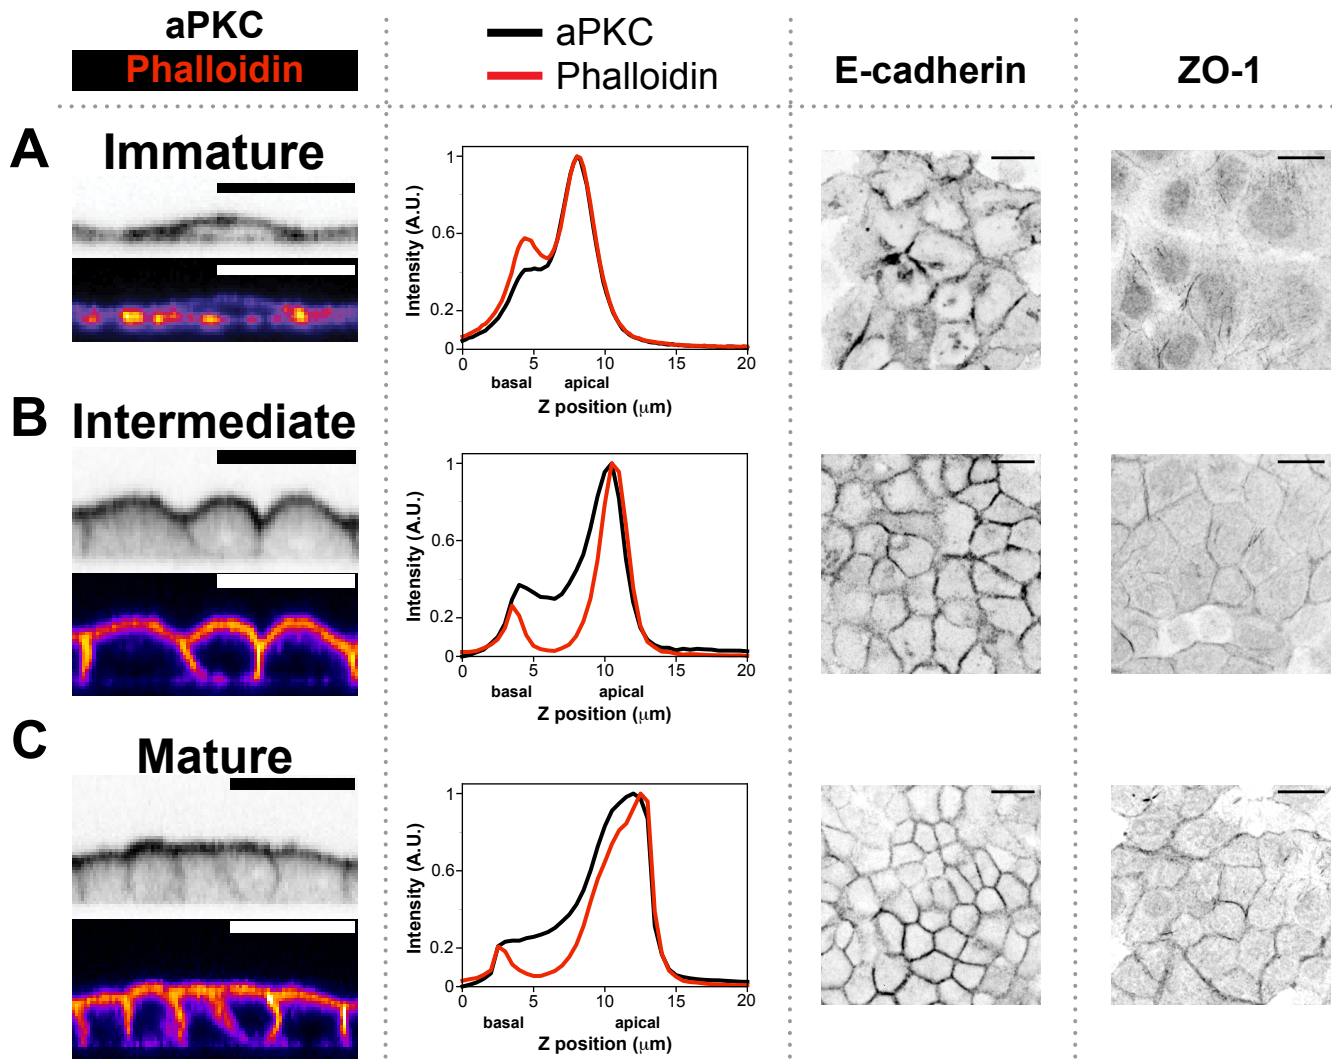 aPKC
Phalloidin
aPKC
Phalloidin
E-cadherin
ZO-1
A
Immature
1
0.6
0.2
0
Intensity (A.U.)
0 5 10 15 20
basal apical
Z position (μm)
B
Intermediate
1
0.6
0.2
0
Intensity (A.U.)
0 5 10 15 20
basal apical
Z position (μm)
C
Mature
1
0.6
0.2
0
Intensity (A.U.)
0 5 10 15 20
basal apical
Z position (μm)